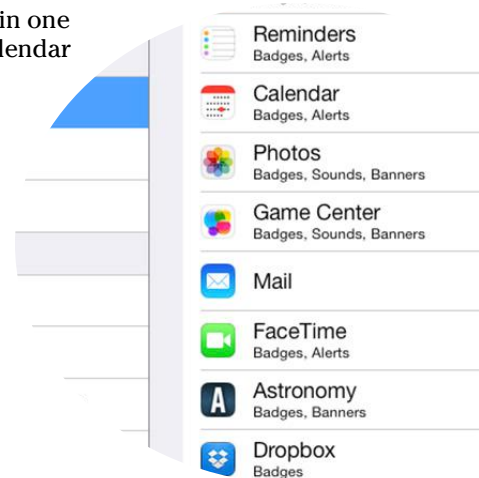 in one
lendar
Reminders
Badges, Alerts
Calendar
Badges, Alerts
Photos
Badges, Sounds, Banners
Game Center
Badges, Sounds, Banners
Mail
FaceTime
Badges, Alerts
A
Astronomy
Badges, Banners
Dropbox
Badges